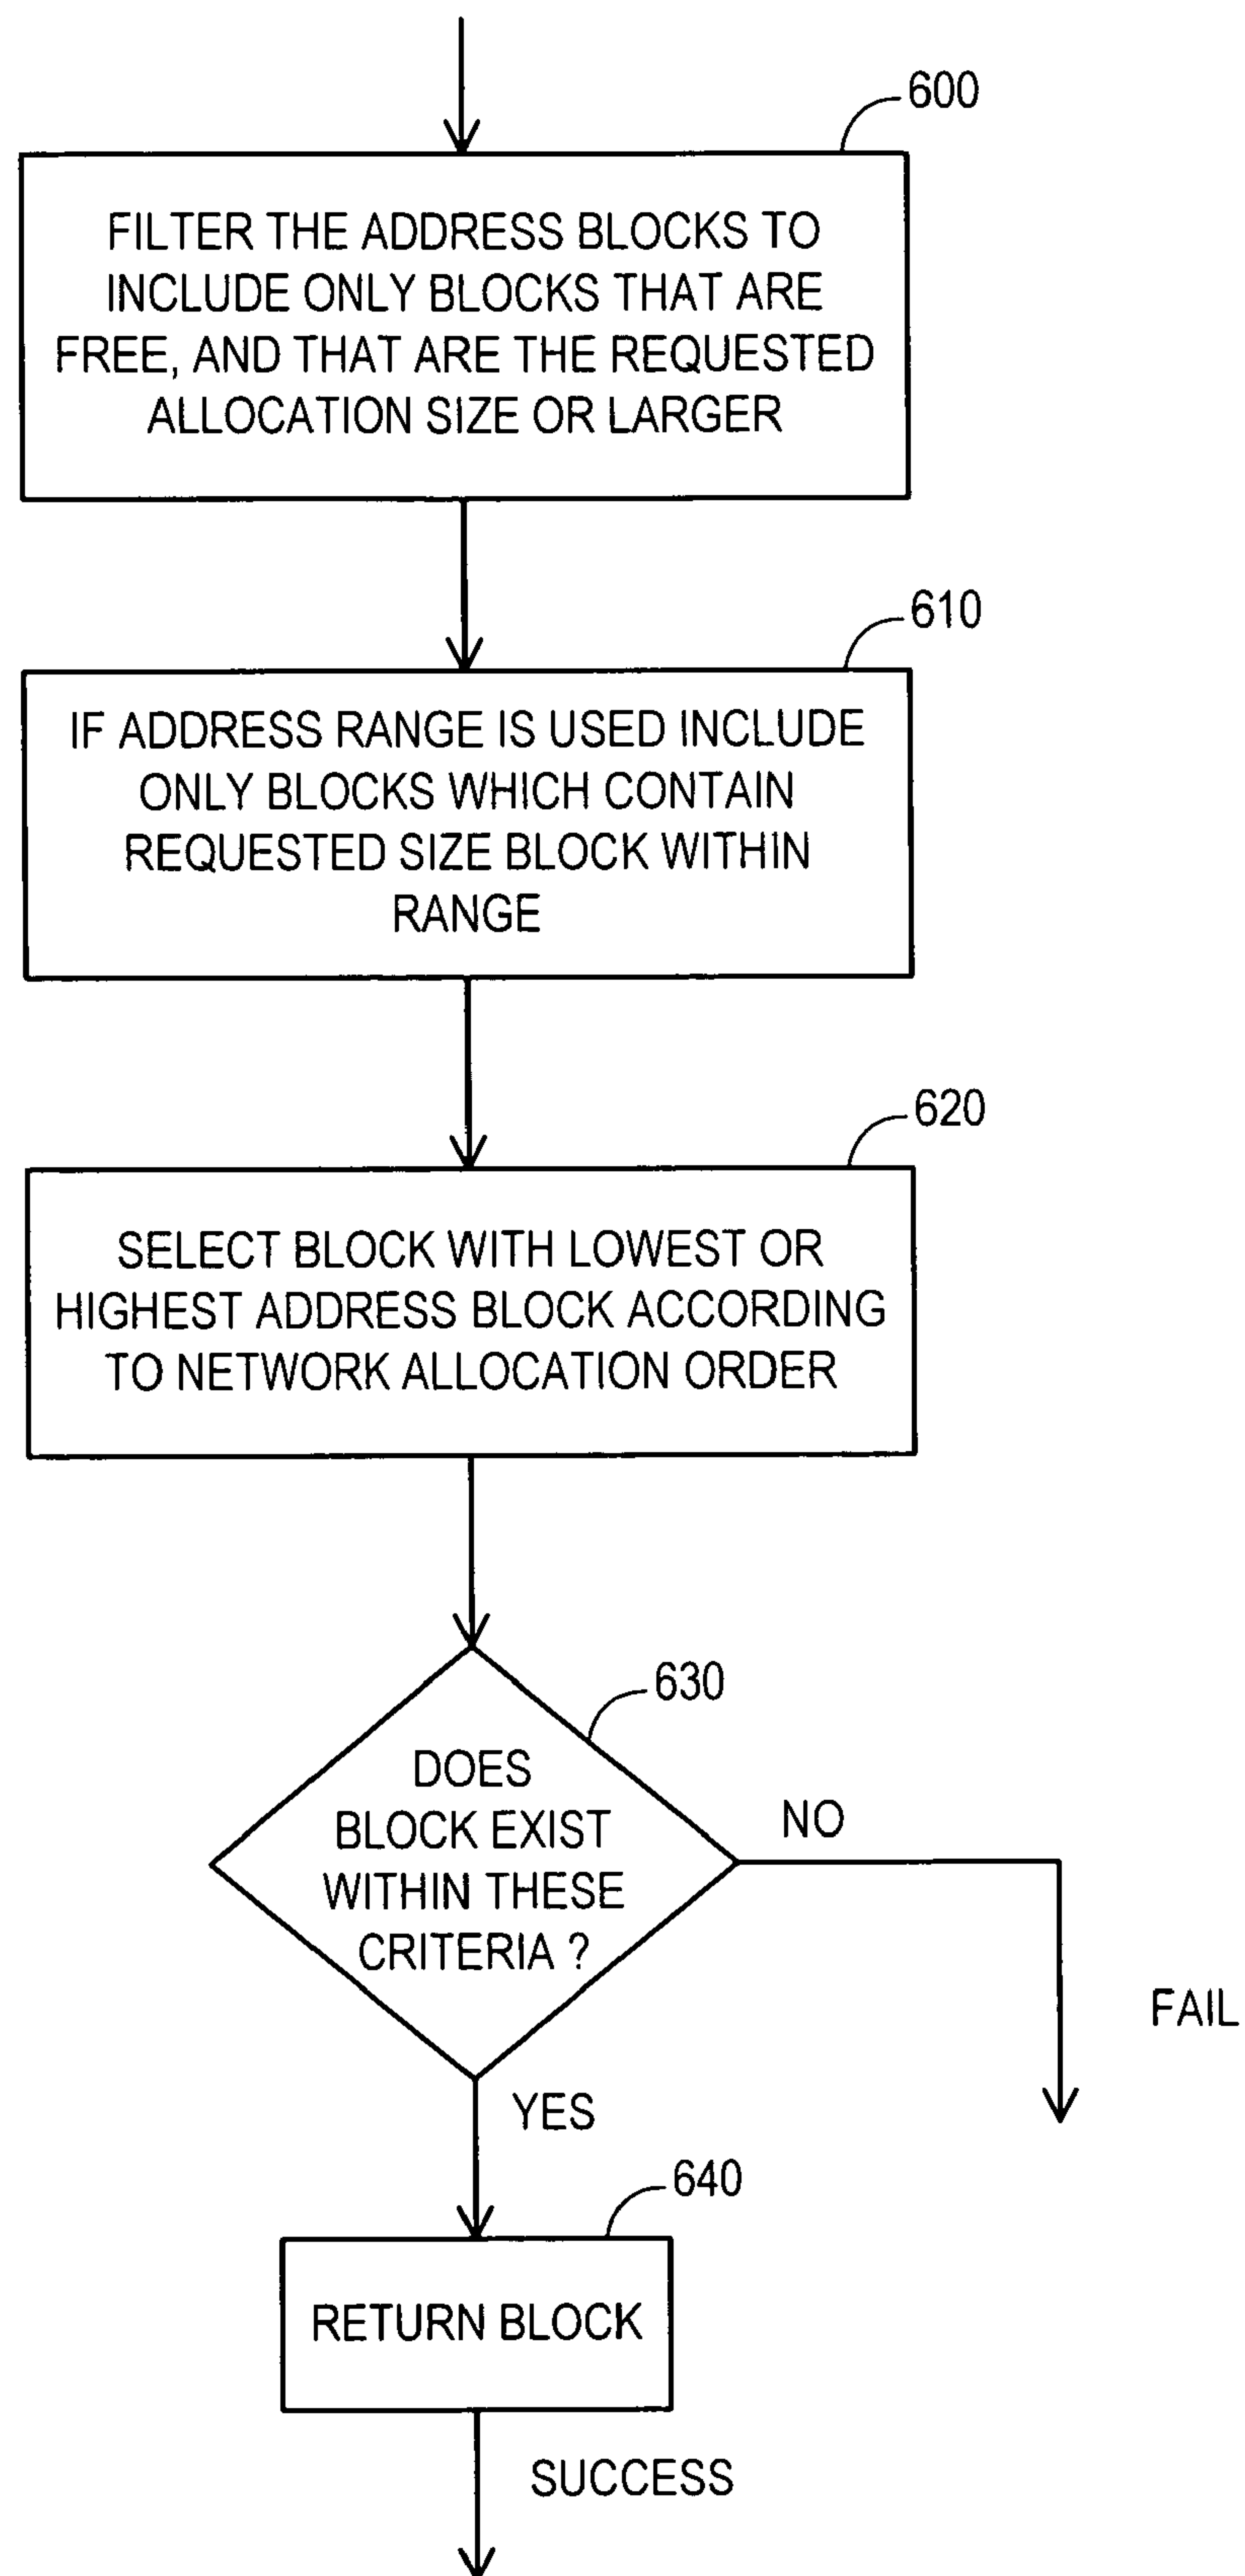 600
FILTER THE ADDRESS BLOCKS TO
INCLUDE ONLY BLOCKS THAT ARE
FREE, AND THAT ARE THE REQUESTED
ALLOCATION SIZE OR LARGER
610
IF ADDRESS RANGE IS USED INCLUDE
ONLY BLOCKS WHICH CONTAIN
REQUESTED SIZE BLOCK WITHIN
RANGE
620
SELECT BLOCK WITH LOWEST OR
HIGHEST ADDRESS BLOCK ACCORDING
TO NETWORK ALLOCATION ORDER
630
DOES
BLOCK EXIST
WITHIN THESE
CRITERIA ?
NO
FAIL
YES
640
RETURN BLOCK
SUCCESS